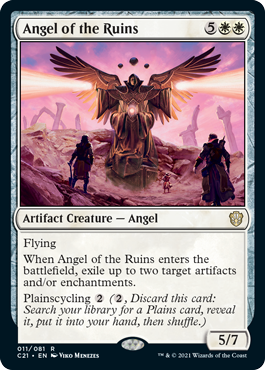 Angel of the Ruins 5
Artifact Creature — Angel
Flying
When Angel of the Ruins enters the
battlefield, exile up to two target artifacts
and/or enchantments.
Plainscycling 2 (2, Discard this card:
Search your library for a Plains card, reveal
it, put it into your hand, then shuffle.)
5/7
011/081 R
C21 • EN Viko Menezes
™ & © 2021 Wizards of the Coast